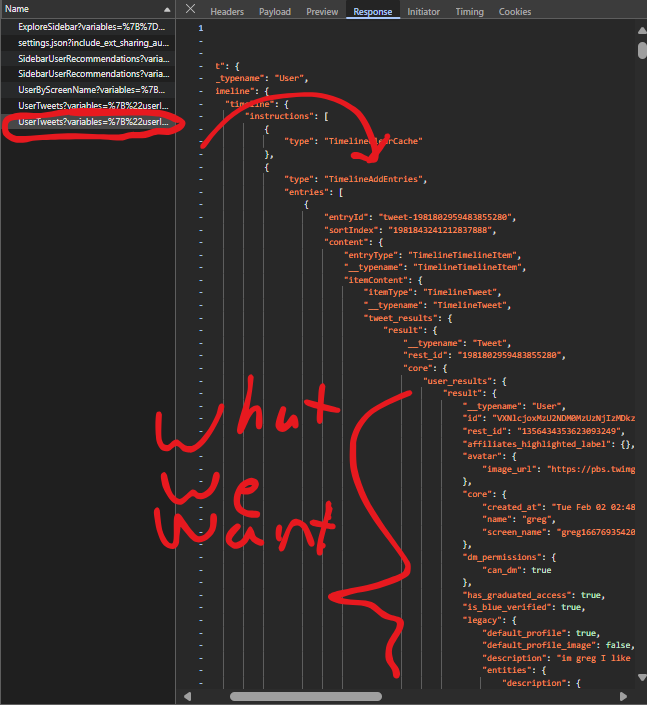 Name
ExploreSidebar?variables=%7B%7D...
settings.json?include_ext_sharing_au...
SidebarUserRecommendations?varia...
SidebarUserRecommendations?varia...
UserByScreenName?variables=%7B...
UserTweets?variables=%7B%22userI...
UserTweets?variables=%7B%22userI...
Headers Payload Preview Response Initiator Timing Cookies
1
t": {
_typename": "User",
imeline": {
"timeline": {
"instructions": [
{
"type": "TimelineClearCache"
},
{
"type": "TimelineAddEntries",
"entries": [
{
"entryId": "tweet-1981802959483855280",
"sortIndex": "1981843241212837888",
"content": {
"entryType": "TimelineTimelineItem",
"__typename": "TimelineTimelineItem",
"itemContent": {
"itemType": "TimelineTweet",
"__typename": "TimelineTweet",
"tweet_results": {
"result": {
"__typename": "Tweet",
"rest_id": "1981802959483855280",
"core": {
"user_results": {
"result": {
"__typename": "User",
"id": "VXNlcjoxMzU2NDM0MzUzNjIzMDkz
"rest_id": "1356434353623093249",
"affiliates_highlighted_label": {},
"avatar": {
"image_url": "https://pbs.twimg
},
"core": {
"created_at": "Tue Feb 02 02:48
"name": "greg",
"screen_name": "greg16676935420
},
"dm_permissions": {
"can_dm": true
},
"has_graduated_access": true,
"is_blue_verified": true,
"legacy": {
"default_profile": true,
"default_profile_image": false,
"description": "im greg I like
"entities": {
"description": {
whut
we
want